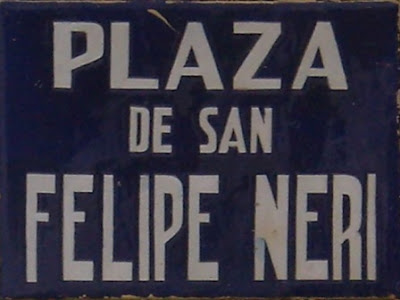 PLAZA
DE SAN
FELIPE NERI